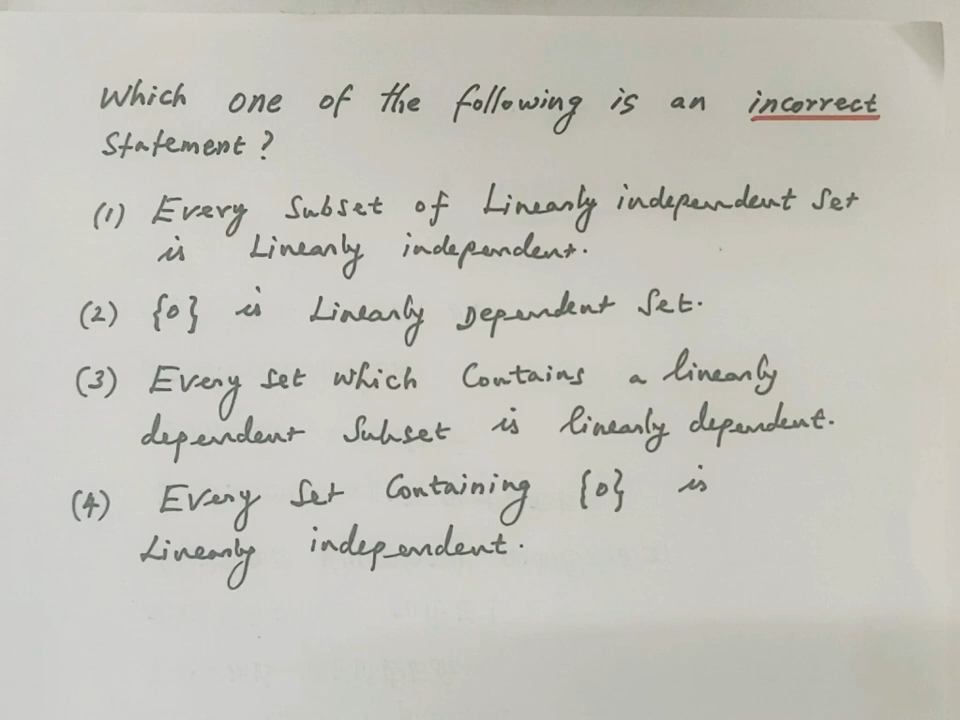 Which one of the following is an incorrect
Statement?
(1) Every Subset of Linearly independent Set
is Linearly independent.
(2) {0} is Linearly Dependent Set.
(3) Every Set which Contains a linearly
dependent Subset is linearly dependent.
(4) Every Set Containing {0} is
Linearly independent.